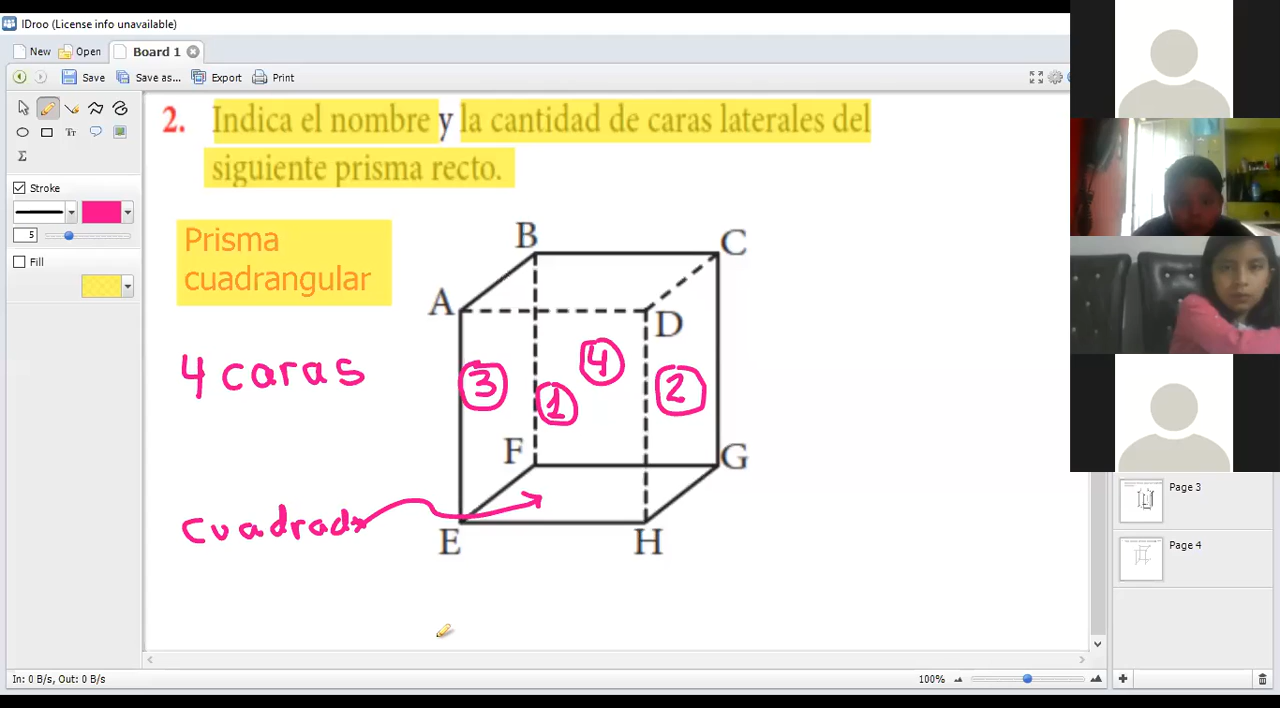 IDroo (License info unavailable)
New Open Board 1
Save Save as... Export Print
2. Indica el nombre y la cantidad de caras laterales del
siguiente prisma recto.
Tt
Σ
Stroke
5
Fill
Prisma
cuadrangular
4 caras
cuadrado
B
C
A
D
3
4
1
2
F
G
E
H
Page 3
Page 4
In: 0 B/s, Out: 0 B/s
100%